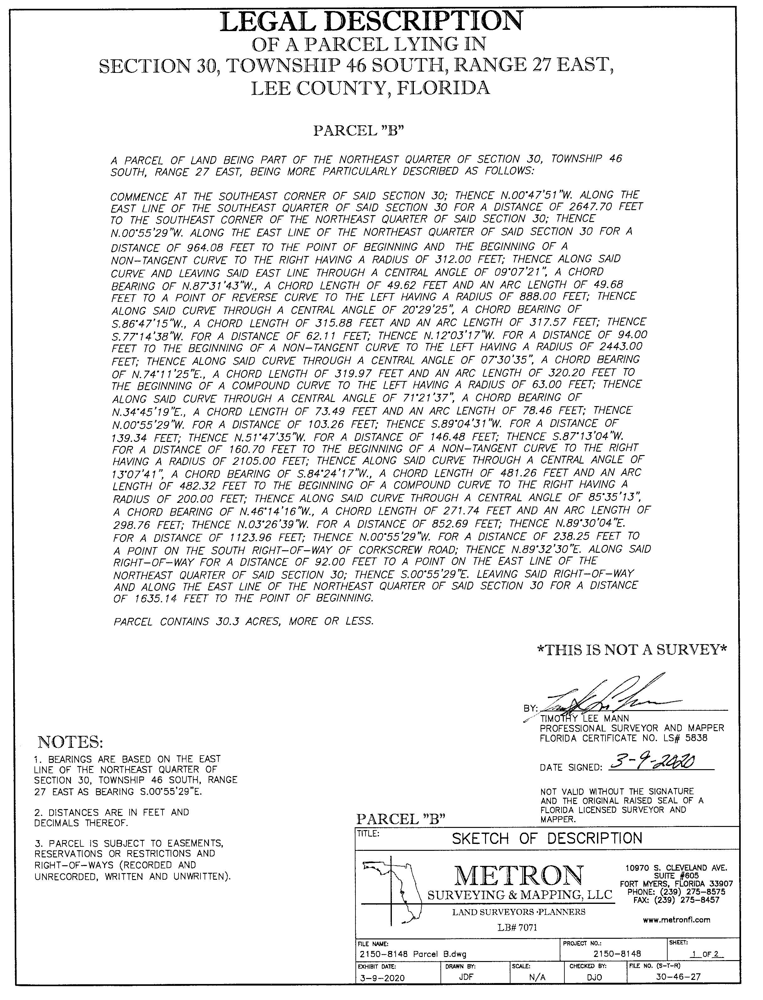 LEGAL DESCRIPTION
OF A PARCEL LYING IN
SECTION 30, TOWNSHIP 46 SOUTH, RANGE 27 EAST,
LEE COUNTY, FLORIDA
PARCEL "B"
A PARCEL OF LAND BEING PART OF THE NORTHEAST QUARTER OF SECTION 30, TOWNSHIP 46
SOUTH, RANGE 27 EAST, BEING MORE PARTICULARLY DESCRIBED AS FOLLOWS:
COMMENCE AT THE SOUTHEAST CORNER OF SAID SECTION 30; THENCE N.00°47'51"W. ALONG THE
EAST LINE OF THE SOUTHEAST QUARTER OF SAID SECTION 30 FOR A DISTANCE OF 2647.70 FEET
TO THE SOUTHEAST CORNER OF THE NORTHEAST QUARTER OF SAID SECTION 30; THENCE
N.00°55'29"W. ALONG THE EAST LINE OF THE NORTHEAST QUARTER OF SAID SECTION 30 FOR A
DISTANCE OF 964.08 FEET TO THE POINT OF BEGINNING AND THE BEGINNING OF A
NON-TANGENT CURVE TO THE RIGHT HAVING A RADIUS OF 312.00 FEET; THENCE ALONG SAID
CURVE AND LEAVING SAID EAST LINE THROUGH A CENTRAL ANGLE OF 09°07'21", A CHORD
BEARING OF N.87°31'43"W., A CHORD LENGTH OF 49.62 FEET AND AN ARC LENGTH OF 49.68
FEET TO A POINT OF REVERSE CURVE TO THE LEFT HAVING A RADIUS OF 888.00 FEET; THENCE
ALONG SAID CURVE THROUGH A CENTRAL ANGLE OF 20°29'25", A CHORD BEARING OF
S.86°47'15"W., A CHORD LENGTH OF 315.88 FEET AND AN ARC LENGTH OF 317.57 FEET; THENCE
S.77°14'38"W. FOR A DISTANCE OF 62.11 FEET; THENCE N.12°03'17"W. FOR A DISTANCE OF 94.00
FEET TO THE BEGINNING OF A NON-TANGENT CURVE TO THE LEFT HAVING A RADIUS OF 2443.00
FEET; THENCE ALONG SAID CURVE THROUGH A CENTRAL ANGLE OF 07°30'35", A CHORD BEARING
OF N.74°11'25"E., A CHORD LENGTH OF 319.97 FEET AND AN ARC LENGTH OF 320.20 FEET TO
THE BEGINNING OF A COMPOUND CURVE TO THE LEFT HAVING A RADIUS OF 63.00 FEET; THENCE
ALONG SAID CURVE THROUGH A CENTRAL ANGLE OF 71°21'37", A CHORD BEARING OF
N.34°45'19"E., A CHORD LENGTH OF 73.49 FEET AND AN ARC LENGTH OF 78.46 FEET; THENCE
N.00°55'29"W. FOR A DISTANCE OF 103.26 FEET; THENCE S.89°04'31"W. FOR A DISTANCE OF
139.34 FEET; THENCE N.51°47'35"W. FOR A DISTANCE OF 146.48 FEET; THENCE S.87°13'04"W.
FOR A DISTANCE OF 160.70 FEET TO THE BEGINNING OF A NON-TANGENT CURVE TO THE RIGHT
HAVING A RADIUS OF 2105.00 FEET; THENCE ALONG SAID CURVE THROUGH A CENTRAL ANGLE OF
13°07'41", A CHORD BEARING OF S.84°24'17"W., A CHORD LENGTH OF 481.26 FEET AND AN ARC
LENGTH OF 482.32 FEET TO THE BEGINNING OF A COMPOUND CURVE TO THE RIGHT HAVING A
RADIUS OF 200.00 FEET; THENCE ALONG SAID CURVE THROUGH A CENTRAL ANGLE OF 85°35'13",
A CHORD BEARING OF N.46°14'16"W., A CHORD LENGTH OF 271.74 FEET AND AN ARC LENGTH OF
298.76 FEET; THENCE N.03°26'39"W. FOR A DISTANCE OF 852.69 FEET; THENCE N.89°30'04"E.
FOR A DISTANCE OF 1123.96 FEET; THENCE N.00°55'29"W. FOR A DISTANCE OF 238.25 FEET TO
A POINT ON THE SOUTH RIGHT-OF-WAY OF CORKSCREW ROAD; THENCE N.89°32'30"E. ALONG SAID
RIGHT-OF-WAY FOR A DISTANCE OF 92.00 FEET TO A POINT ON THE EAST LINE OF THE
NORTHEAST QUARTER OF SAID SECTION 30; THENCE S.00°55'29"E. LEAVING SAID RIGHT-OF-WAY
AND ALONG THE EAST LINE OF THE NORTHEAST QUARTER OF SAID SECTION 30 FOR A DISTANCE
OF 1635.14 FEET TO THE POINT OF BEGINNING.
PARCEL CONTAINS 30.3 ACRES, MORE OR LESS.
*THIS IS NOT A SURVEY*
BY:
TIMOTHY LEE MANN
PROFESSIONAL SURVEYOR AND MAPPER
FLORIDA CERTIFICATE NO. LS# 5838
DATE SIGNED: 3-9-2020
NOT VALID WITHOUT THE SIGNATURE
AND THE ORIGINAL RAISED SEAL OF A
FLORIDA LICENSED SURVEYOR AND
MAPPER.
NOTES:
1. BEARINGS ARE BASED ON THE EAST
LINE OF THE NORTHEAST QUARTER OF
SECTION 30, TOWNSHIP 46 SOUTH, RANGE
27 EAST AS BEARING S.00°55'29"E.
2. DISTANCES ARE IN FEET AND
DECIMALS THEREOF.
3. PARCEL IS SUBJECT TO EASEMENTS,
RESERVATIONS OR RESTRICTIONS AND
RIGHT-OF-WAYS (RECORDED AND
UNRECORDED, WRITTEN AND UNWRITTEN).
PARCEL "B"
TITLE:
SKETCH OF DESCRIPTION
METRON
SURVEYING & MAPPING, LLC
LAND SURVEYORS ·PLANNERS
LB# 7071
10970 S. CLEVELAND AVE.
SUITE #605
FORT MYERS, FLORIDA 33907
PHONE: (239) 275-8575
FAX: (239) 275-8457
www.metronfl.com
FILE NAME:
2150-8148 Parcel B.dwg
PROJECT NO.:
2150-8148
SHEET:
1 OF 2
EXHIBIT DATE:
3-9-2020
DRAWN BY:
JDF
SCALE:
N/A
CHECKED BY:
DJO
FILE NO. (S-T-R)
30-46-27